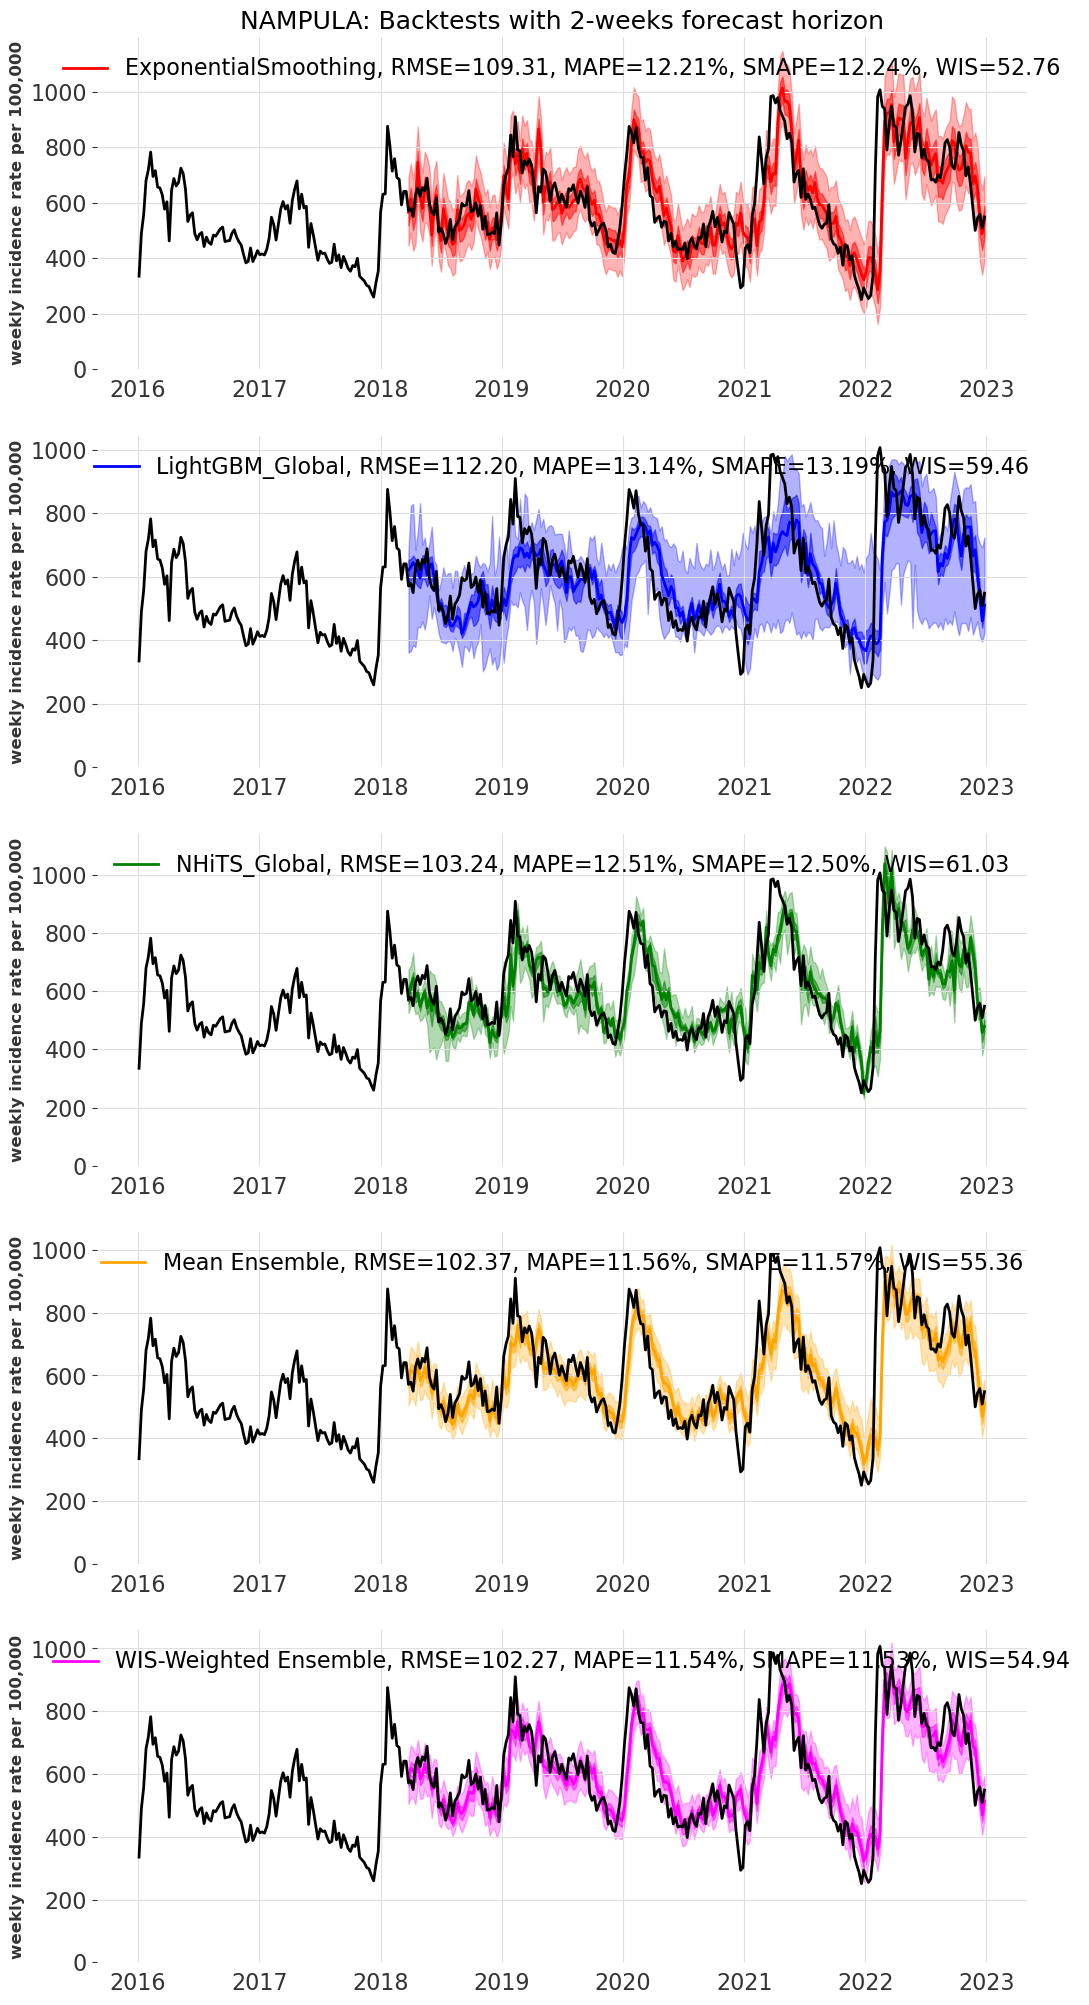 NAMPULA: Backtests with 2-weeks forecast horizon
ExponentialSmoothing, RMSE=109.31, MAPE=12.21%, SMAPE=12.24%, WIS=52.76
weekly incidence rate per 100,000
1000
800
600
400
200
0
2016 2017 2018 2019 2020 2021 2022 2023
LightGBM_Global, RMSE=112.20, MAPE=13.14%, SMAPE=13.19%, WIS=59.46
weekly incidence rate per 100,000
1000
800
600
400
200
0
2016 2017 2018 2019 2020 2021 2022 2023
NHiTS_Global, RMSE=103.24, MAPE=12.51%, SMAPE=12.50%, WIS=61.03
weekly incidence rate per 100,000
1000
800
600
400
200
0
2016 2017 2018 2019 2020 2021 2022 2023
Mean Ensemble, RMSE=102.37, MAPE=11.56%, SMAPE=11.57%, WIS=55.36
weekly incidence rate per 100,000
1000
800
600
400
200
0
2016 2017 2018 2019 2020 2021 2022 2023
WIS-Weighted Ensemble, RMSE=102.27, MAPE=11.54%, SMAPE=11.53%, WIS=54.94
weekly incidence rate per 100,000
1000
800
600
400
200
0
2016 2017 2018 2019 2020 2021 2022 2023